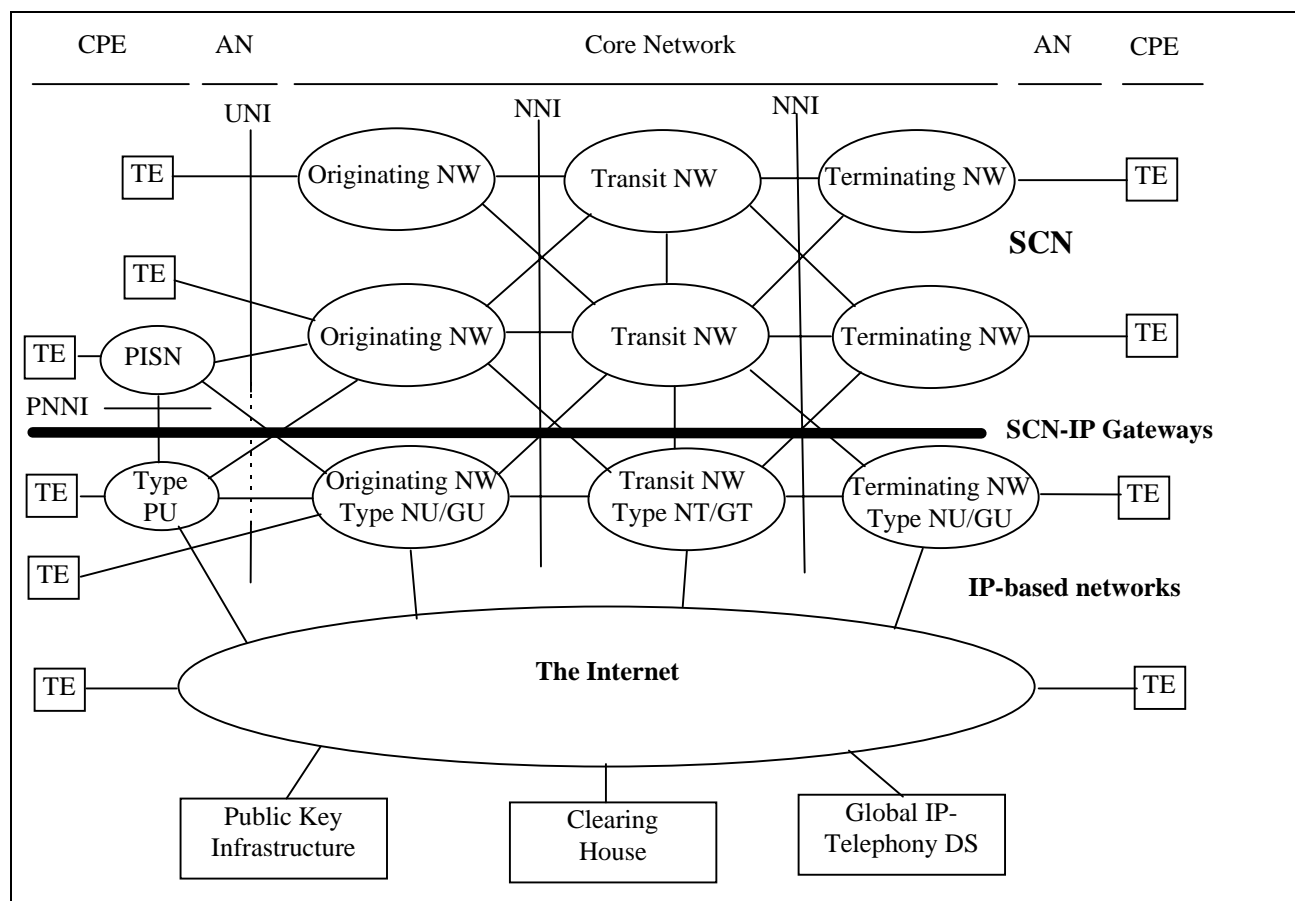 CPE AN Core Network AN CPE
UNI NNI NNI
TE Originating NW Transit NW Terminating NW TE
SCN
TE
Originating NW Transit NW Terminating NW TE
TE PISN
PNNI
SCN-IP Gateways
TE
Type
PU
Originating NW
Type NU/GU
Transit NW
Type NT/GT
Terminating NW
Type NU/GU
TE
TE
IP-based networks
The Internet
TE TE
Public Key
Infrastructure
Clearing
House
Global IP-
Telephony DS